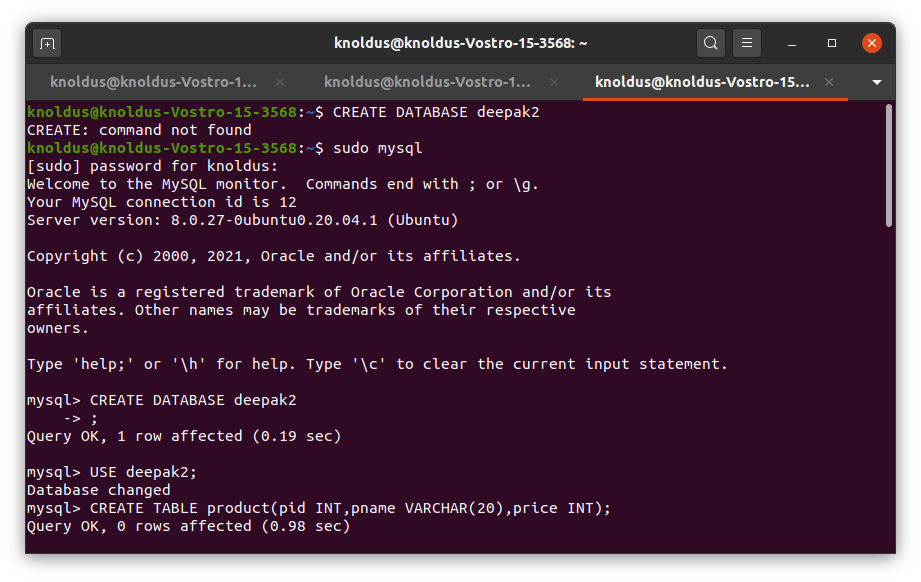 knoldus@knoldus-Vostro-15-3568: ~
knoldus@knoldus-Vostro-1... knoldus@knoldus-Vostro-1... knoldus@knoldus-Vostro-15...
knoldus@knoldus-Vostro-15-3568:~$ CREATE DATABASE deepak2
CREATE: command not found
knoldus@knoldus-Vostro-15-3568:~$ sudo mysql
[sudo] password for knoldus:
Welcome to the MySQL monitor.  Commands end with ; or \g.
Your MySQL connection id is 12
Server version: 8.0.27-0ubuntu0.20.04.1 (Ubuntu)
Copyright (c) 2000, 2021, Oracle and/or its affiliates.
Oracle is a registered trademark of Oracle Corporation and/or its
affiliates. Other names may be trademarks of their respective
owners.
Type 'help;' or '\h' for help. Type '\c' to clear the current input statement.
mysql> CREATE DATABASE deepak2
    -> ;
Query OK, 1 row affected (0.19 sec)
mysql> USE deepak2;
Database changed
mysql> CREATE TABLE product(pid INT,pname VARCHAR(20),price INT);
Query OK, 0 rows affected (0.98 sec)